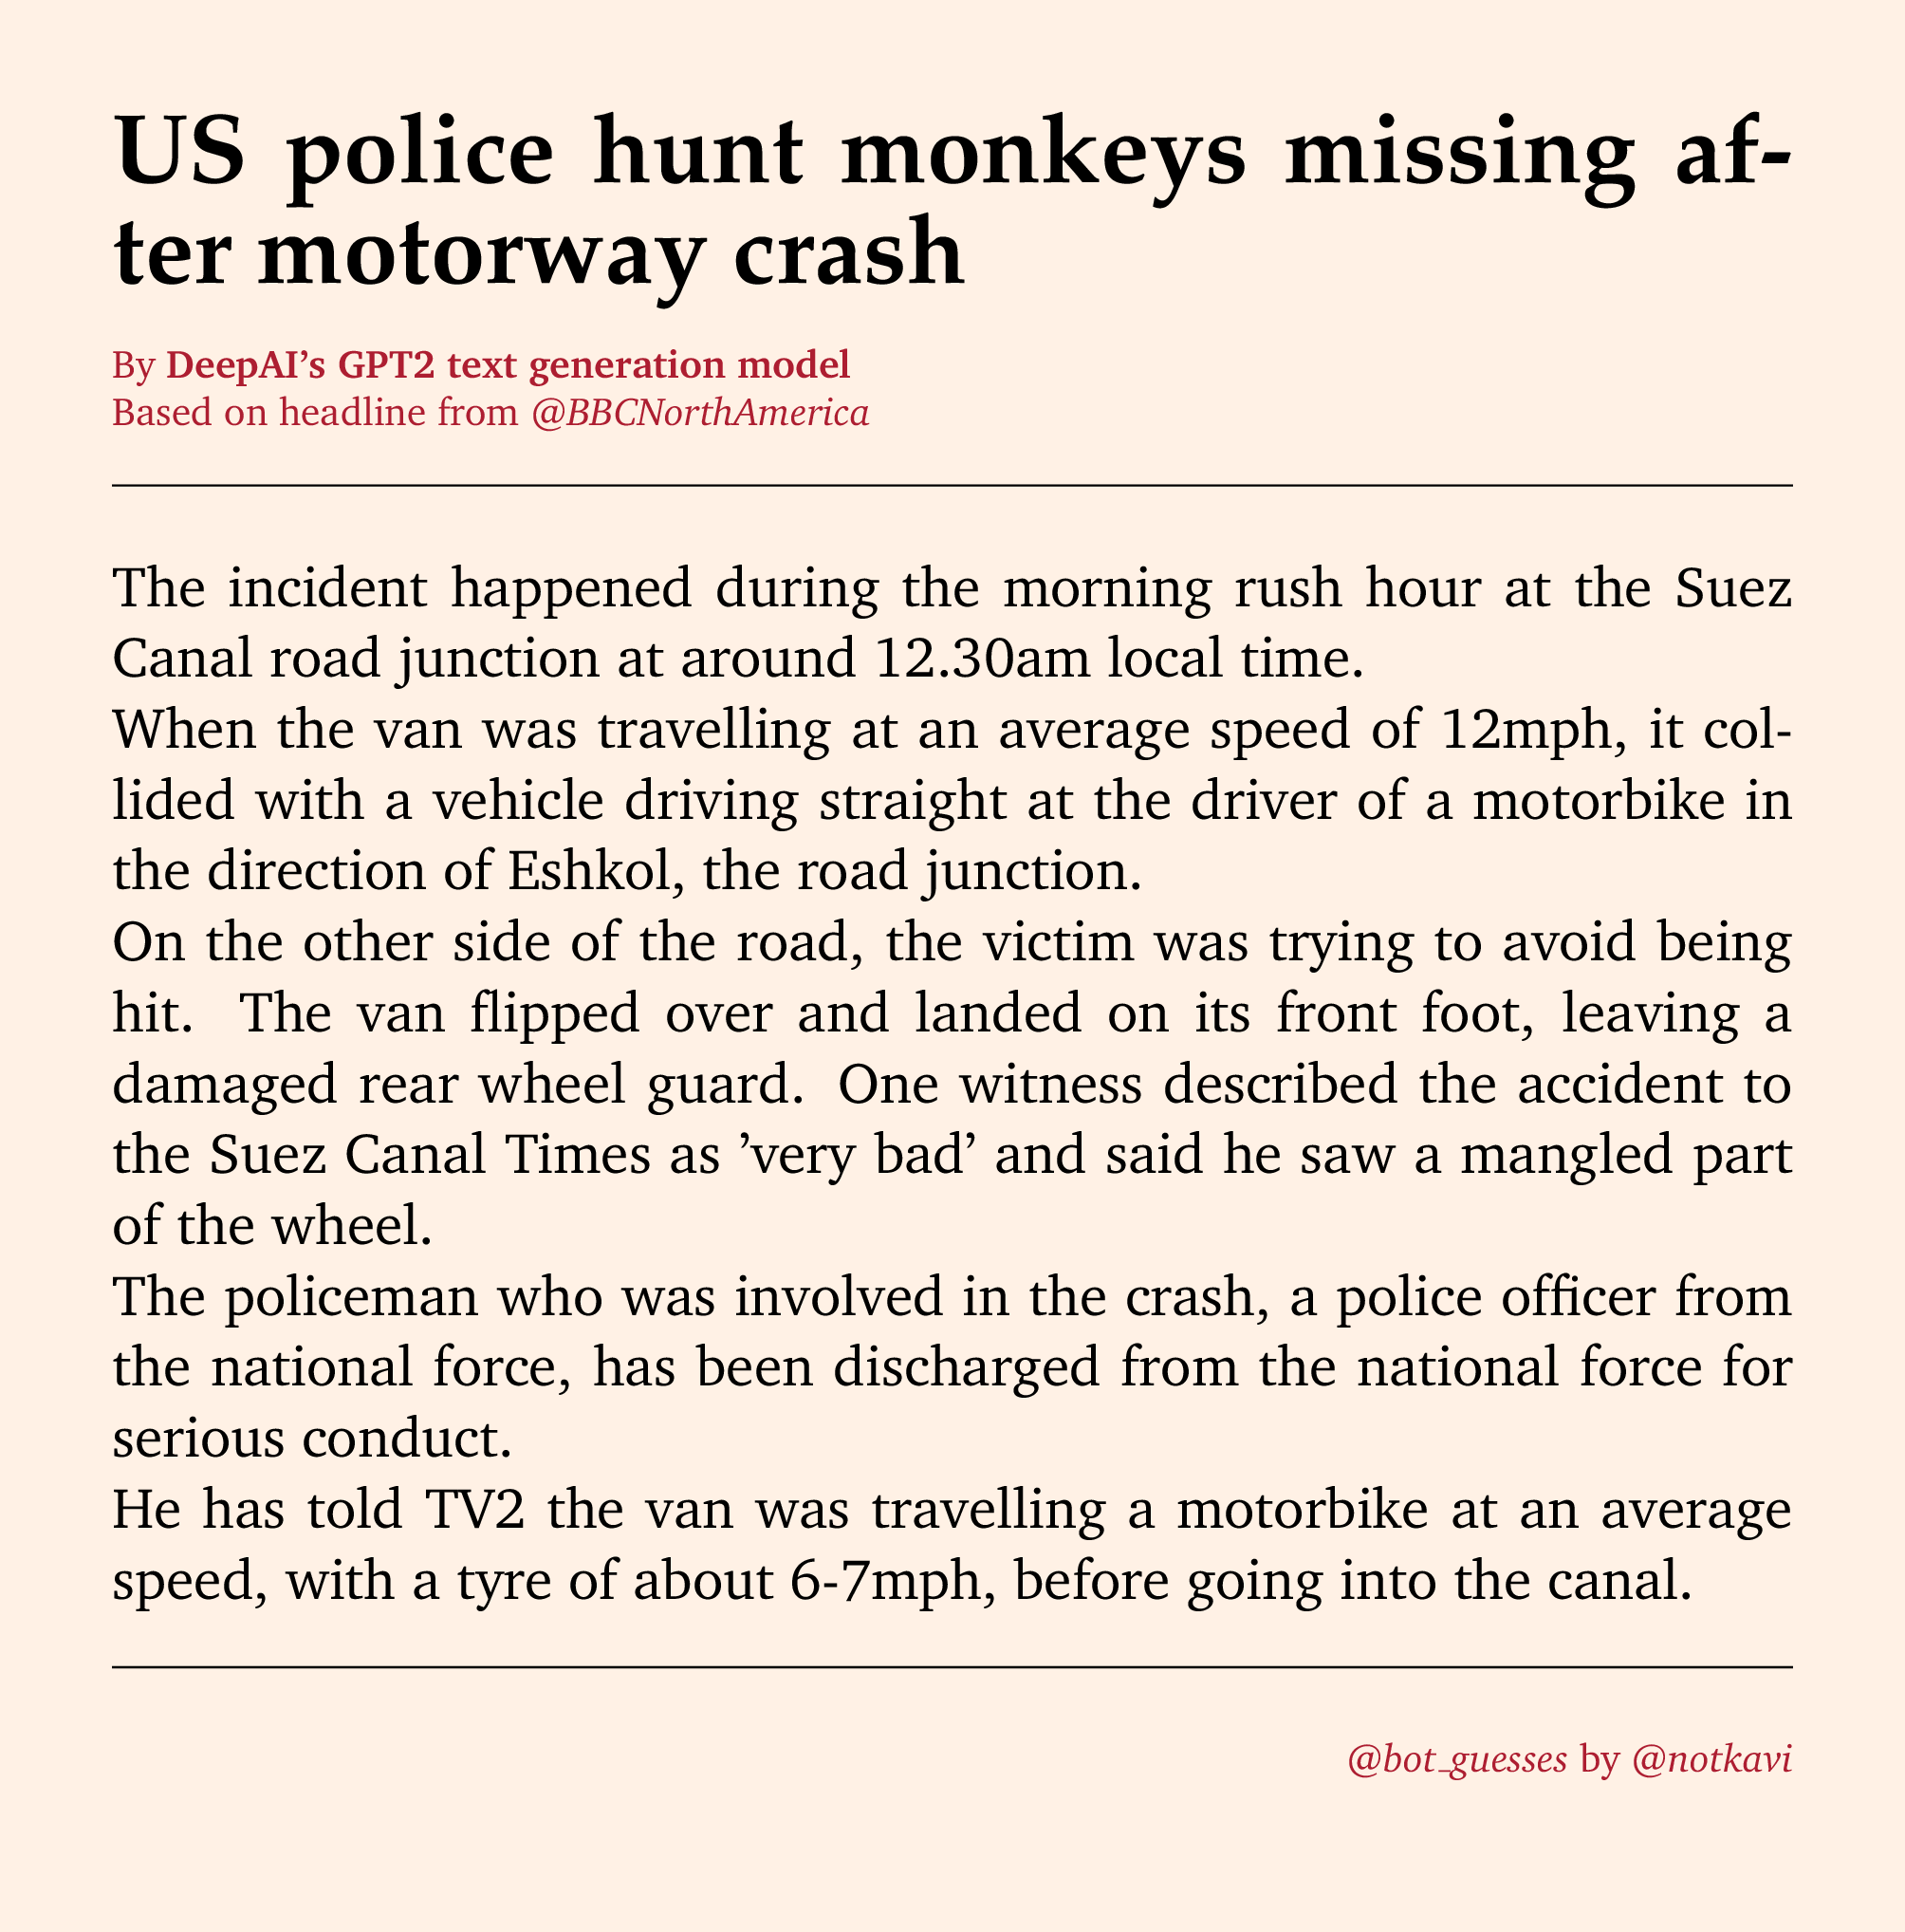 US police hunt monkeys missing af-
ter motorway crash
By DeepAI's GPT2 text generation model
Based on headline from @BBCNorthAmerica
The incident happened during the morning rush hour at the Suez
Canal road junction at around 12.30am local time.
When the van was travelling at an average speed of 12mph, it col-
lided with a vehicle driving straight at the driver of a motorbike in
the direction of Eshkol, the road junction.
On the other side of the road, the victim was trying to avoid being
hit. The van flipped over and landed on its front foot, leaving a
damaged rear wheel guard. One witness described the accident to
the Suez Canal Times as ’very bad’ and said he saw a mangled part
of the wheel.
The policeman who was involved in the crash, a police officer from
the national force, has been discharged from the national force for
serious conduct.
He has told TV2 the van was travelling a motorbike at an average
speed, with a tyre of about 6-7mph, before going into the canal.
@bot_guesses by @notkavi